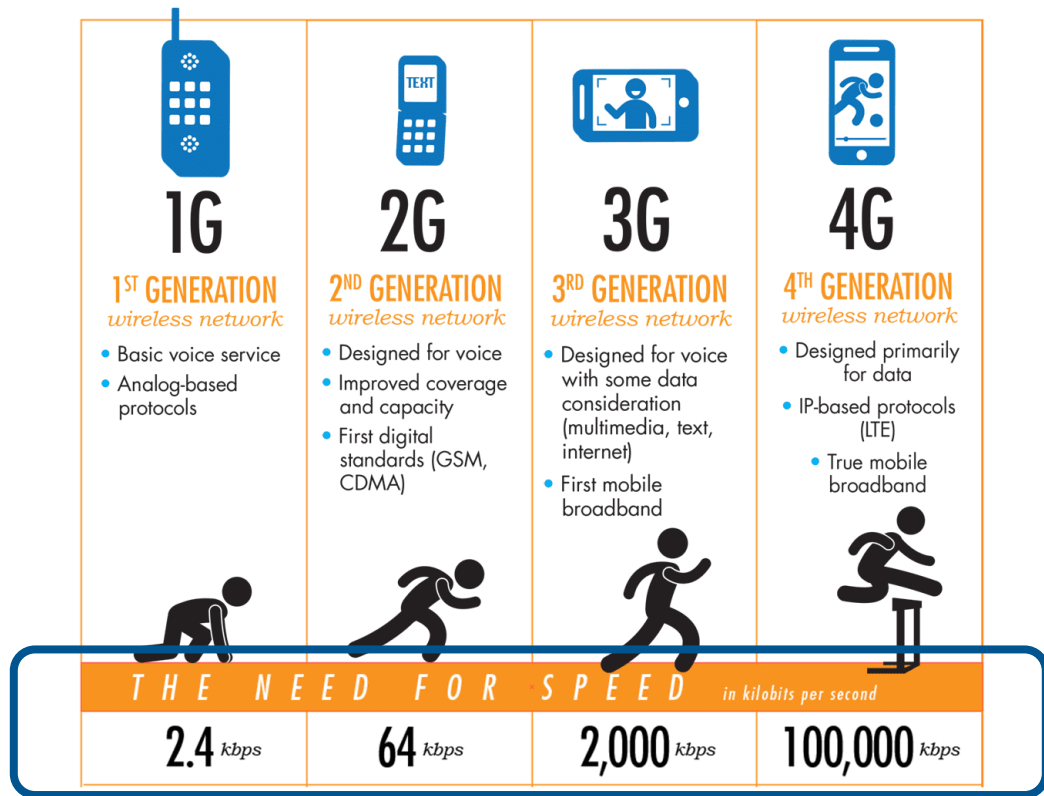 TEXT
1G
1ST GENERATION
wireless network
• Basic voice service
• Analog-based
protocols
2G
2ND GENERATION
wireless network
• Designed for voice
• Improved coverage
and capacity
• First digital
standards (GSM,
CDMA)
3G
3RD GENERATION
wireless network
• Designed for voice
with some data
consideration
(multimedia, text,
internet)
• First mobile
broadband
4G
4TH GENERATION
wireless network
• Designed primarily
for data
• IP-based protocols
(LTE)
• True mobile
broadband
THE NEED FOR SPEED in kilobits per second
2.4 kbps
64 kbps
2,000 kbps
100,000 kbps